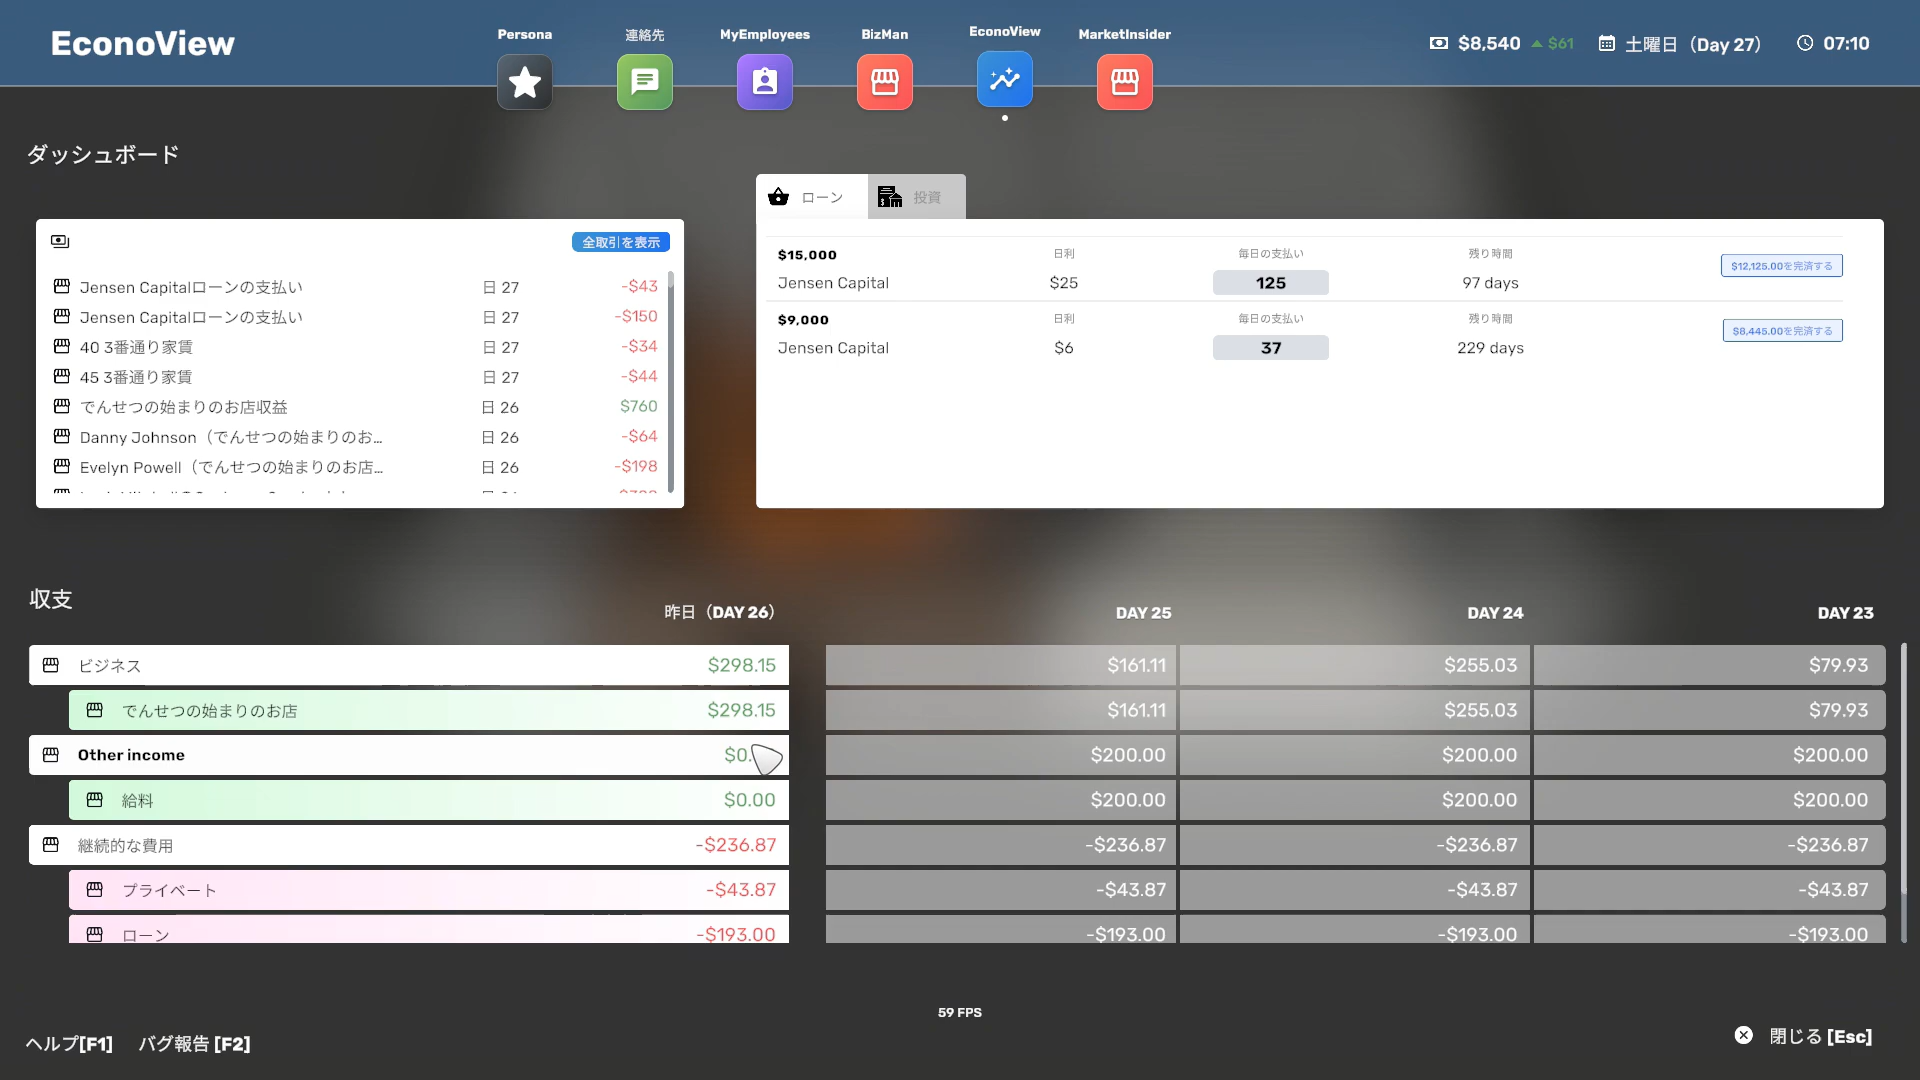 EconoView
Persona
連絡先
MyEmployees
BizMan
EconoView
MarketInsider
$8,540 $61 土曜日（Day 27） 07:10
ダッシュボード
全取引を表示
Jensen Capitalローンの支払い 日 27 -$43
Jensen Capitalローンの支払い 日 27 -$150
40 3番通り家賃 日 27 -$34
45 3番通り家賃 日 27 -$44
でんせつの始まりのお店収益 日 26 $760
Danny Johnson（でんせつの始まりのお… 日 26 -$64
Evelyn Powell（でんせつの始まりのお店… 日 26 -$198
ローン 投資
$15,000 日利 毎日の支払い 残り時間 $12,125.00を完済する
Jensen Capital $25 125 97 days
$9,000 日利 毎日の支払い 残り時間 $8,445.00を完済する
Jensen Capital $6 37 229 days
収支
昨日（DAY 26） DAY 25 DAY 24 DAY 23
ビジネス $298.15 $161.11 $255.03 $79.93
でんせつの始まりのお店 $298.15 $161.11 $255.03 $79.93
Other income $0. $200.00 $200.00 $200.00
給料 $0.00 $200.00 $200.00 $200.00
継続的な費用 -$236.87 -$236.87 -$236.87 -$236.87
プライベート -$43.87 -$43.87 -$43.87 -$43.87
ローン -$193.00 -$193.00 -$193.00 -$193.00
59 FPS
ヘルプ[F1] バグ報告 [F2] 閉じる [Esc]